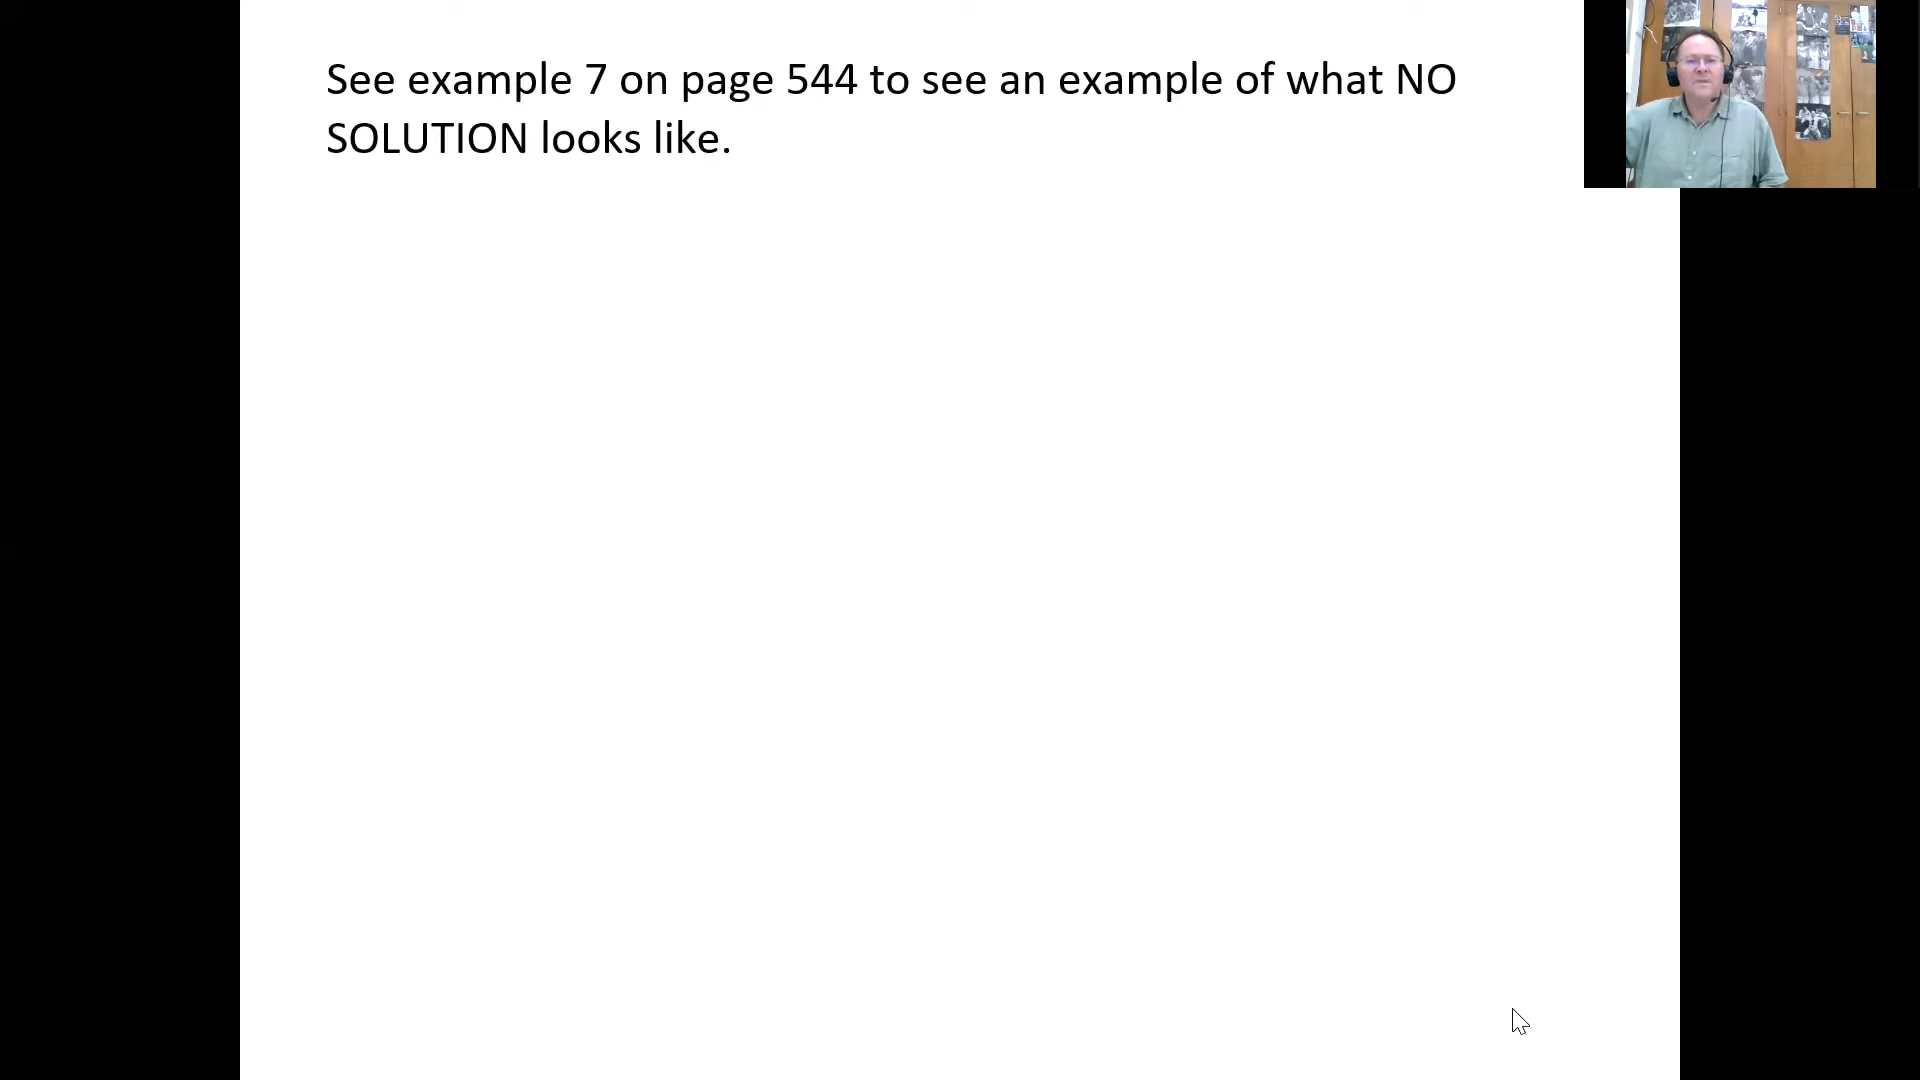 See example 7 on page 544 to see an example of what NO
SOLUTION looks like.